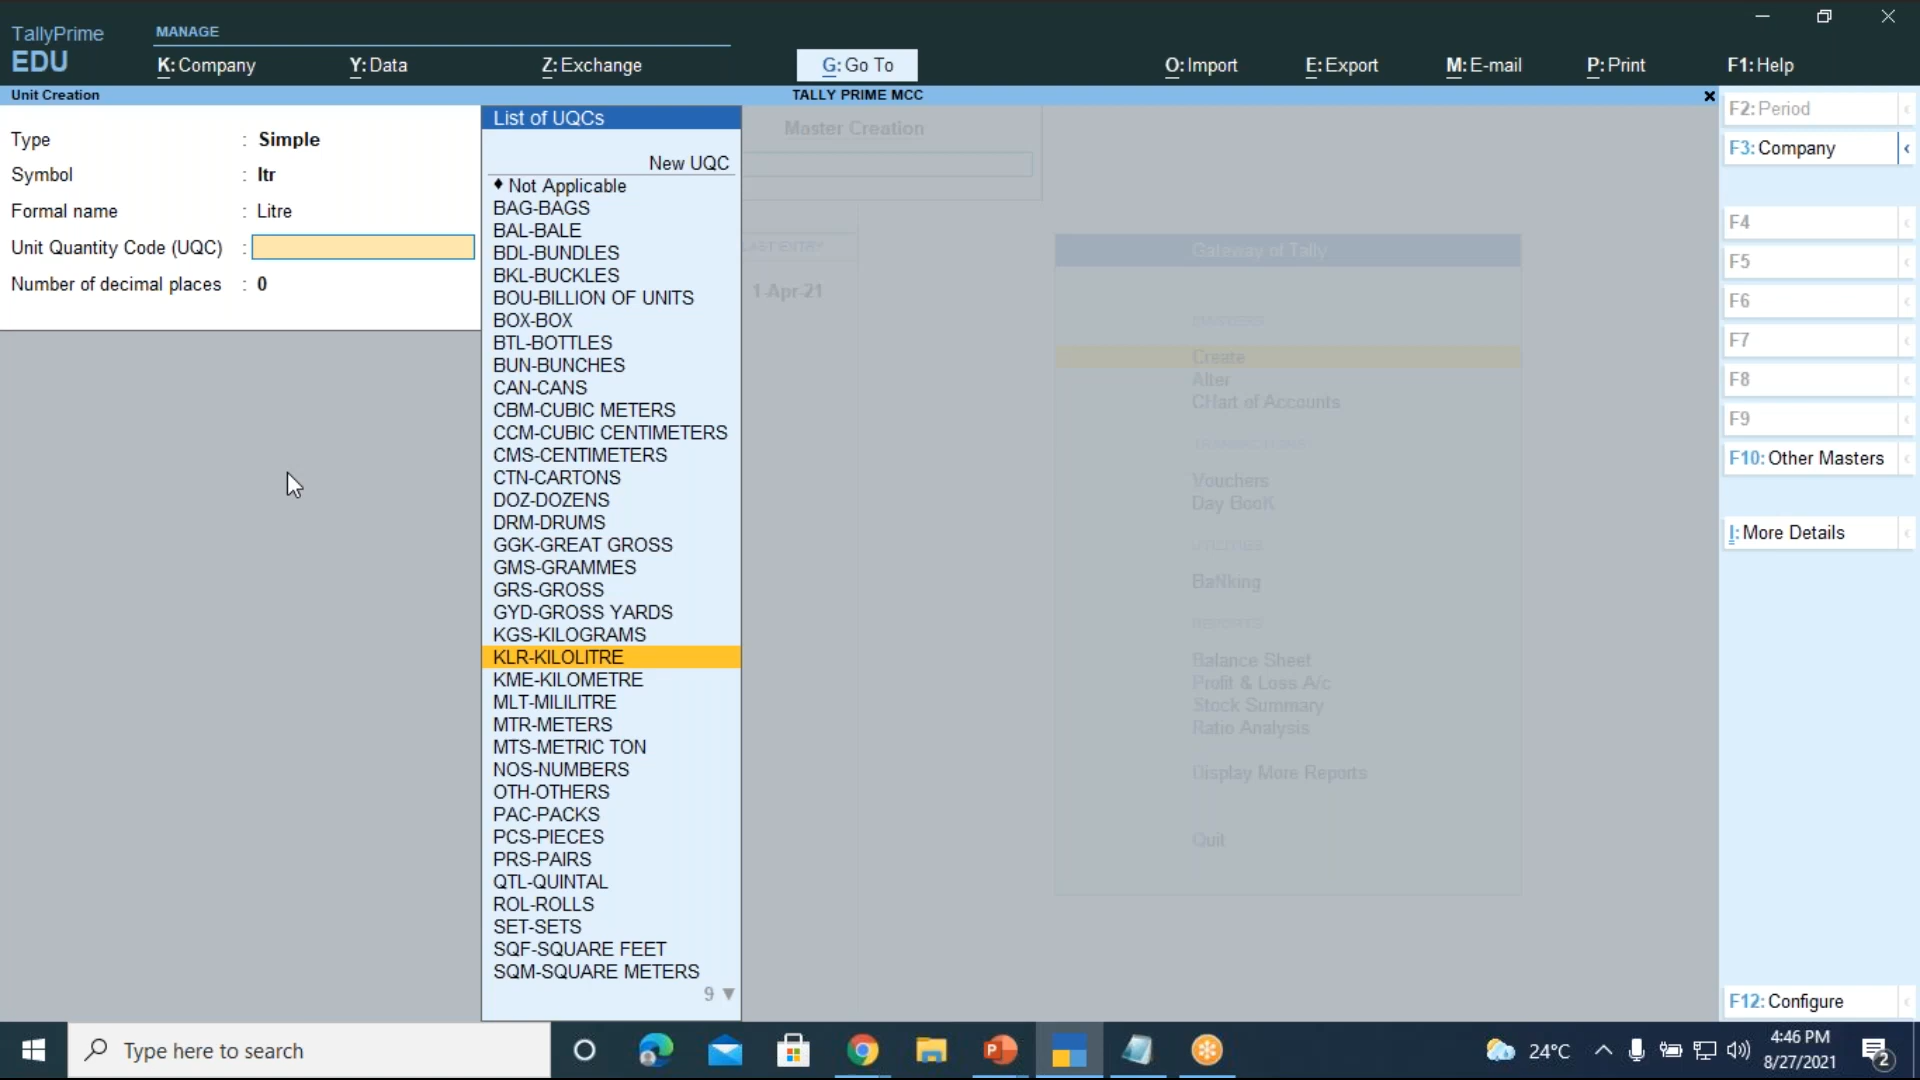 TallyPrime
EDU
MANAGE
K: Company
Y: Data
Z: Exchange
G: Go To
O: Import
E: Export
M: E-mail
P: Print
F1: Help
Unit Creation
TALLY PRIME MCC
Type : Simple
Symbol : ltr
Formal name : Litre
Unit Quantity Code (UQC) :
Number of decimal places : 0
List of UQCs
New UQC
♦ Not Applicable
BAG-BAGS
BAL-BALE
BDL-BUNDLES
BKL-BUCKLES
BOU-BILLION OF UNITS
BOX-BOX
BTL-BOTTLES
BUN-BUNCHES
CAN-CANS
CBM-CUBIC METERS
CCM-CUBIC CENTIMETERS
CMS-CENTIMETERS
CTN-CARTONS
DOZ-DOZENS
DRM-DRUMS
GGK-GREAT GROSS
GMS-GRAMMES
GRS-GROSS
GYD-GROSS YARDS
KGS-KILOGRAMS
KLR-KILOLITRE
KME-KILOMETRE
MLT-MILILITRE
MTR-METERS
MTS-METRIC TON
NOS-NUMBERS
OTH-OTHERS
PAC-PACKS
PCS-PIECES
PRS-PAIRS
QTL-QUINTAL
ROL-ROLLS
SET-SETS
SQF-SQUARE FEET
SQM-SQUARE METERS
9 ▼
Master Creation
LAST ENTRY
1-Apr-21
Gateway of Tally
MASTERS
Create
Alter
CHart of Accounts
TRANSACTIONS
Vouchers
Day BooK
UTILITIES
BaNking
REPORTS
Balance Sheet
Profit & Loss A/c
Stock Summary
Ratio Analysis
Display More Reports
Quit
F2: Period
F3: Company
F4
F5
F6
F7
F8
F9
F10: Other Masters
I: More Details
F12: Configure
Type here to search
24°C
4:46 PM
8/27/2021
2